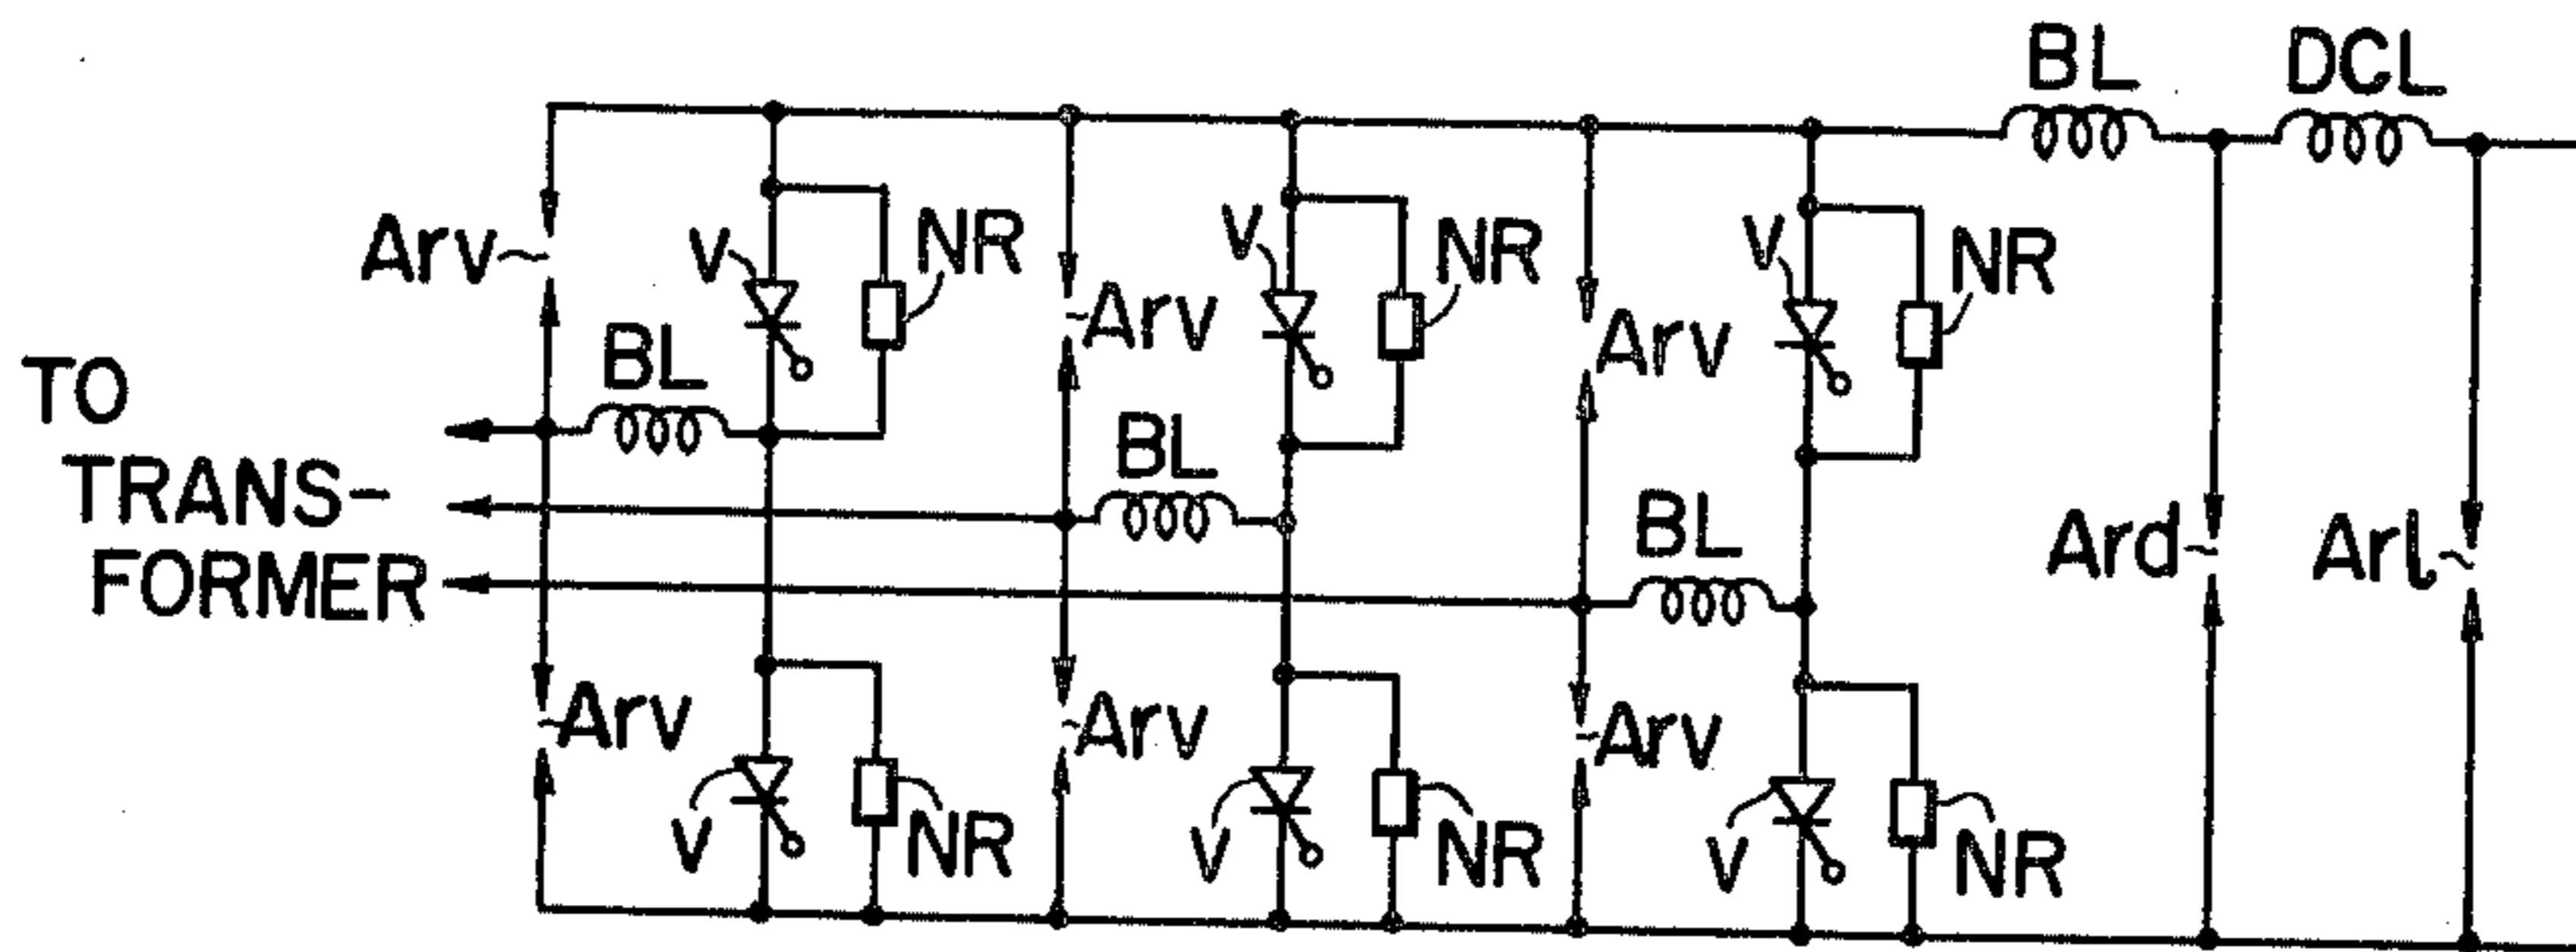 BL DCL
Arv V NR V NR V NR
Arv Arv
BL BL BL
TO
TRANS-
FORMER
Ard Arl
Arv Arv Arv
V NR V NR V NR